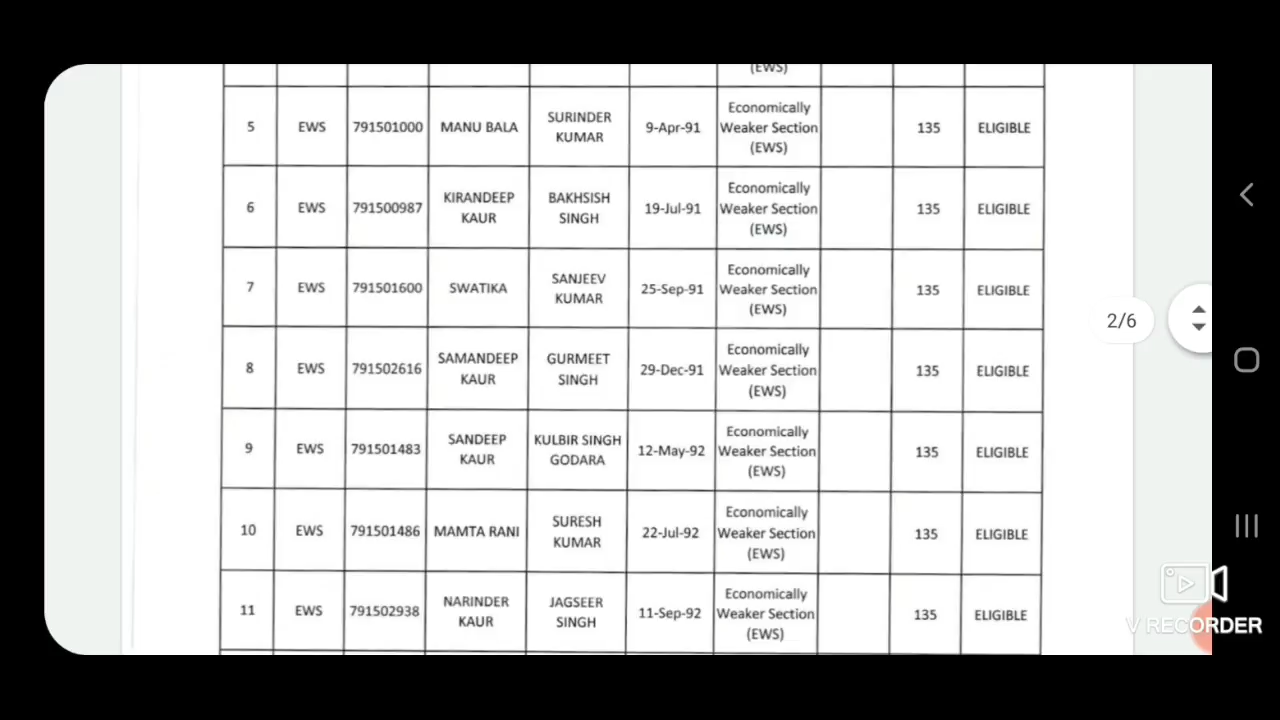 (EWS)
5 EWS 791501000 MANU BALA SURINDER KUMAR 9-Apr-91 Economically Weaker Section (EWS) 135 ELIGIBLE
6 EWS 791500987 KIRANDEEP KAUR BAKHSISH SINGH 19-Jul-91 Economically Weaker Section (EWS) 135 ELIGIBLE
7 EWS 791501600 SWATIKA SANJEEV KUMAR 25-Sep-91 Economically Weaker Section (EWS) 135 ELIGIBLE
8 EWS 791502616 SAMANDEEP KAUR GURMEET SINGH 29-Dec-91 Economically Weaker Section (EWS) 135 ELIGIBLE
9 EWS 791501483 SANDEEP KAUR KULBIR SINGH GODARA 12-May-92 Economically Weaker Section (EWS) 135 ELIGIBLE
10 EWS 791501486 MAMTA RANI SURESH KUMAR 22-Jul-92 Economically Weaker Section (EWS) 135 ELIGIBLE
11 EWS 791502938 NARINDER KAUR JAGSEER SINGH 11-Sep-92 Economically Weaker Section (EWS) 135 ELIGIBLE
2/6
V RECORDER